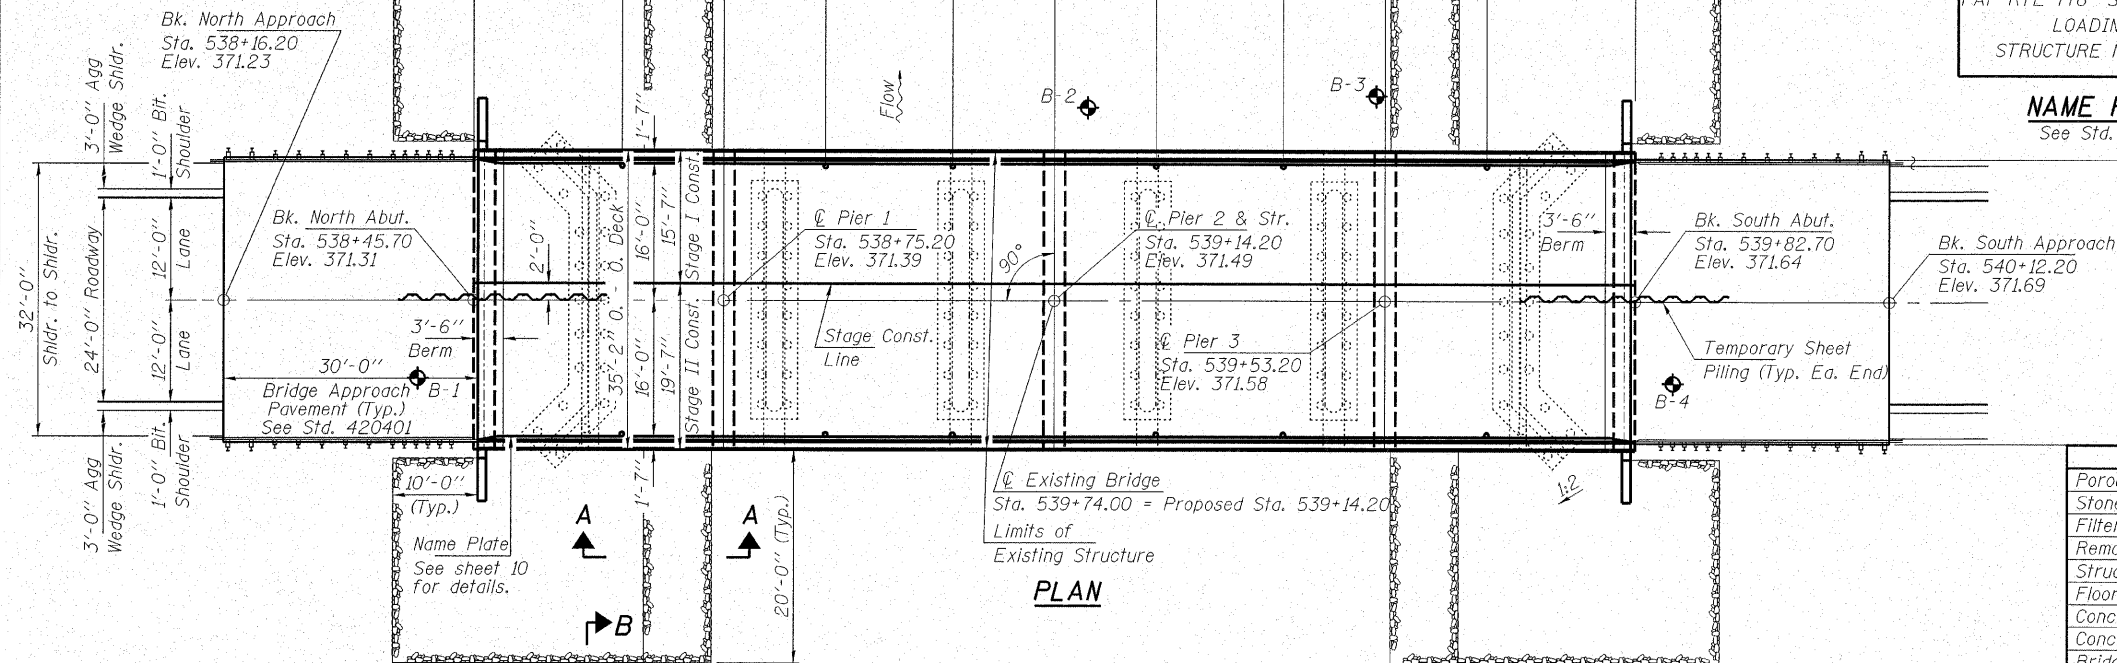 Bk. North Approach
Sta. 538+16.20
Elev. 371.23
3'-0" Agg
Wedge Shldr.
1'-0" Bit.
Shoulder
Flow
B-2
B-3
1'-7"
LOADIN
STRUCTURE
NAME
See Std.
32'-0"
Shldr. to Shldr.
24'-0" Roadway
12'-0"
Lane
12'-0"
Lane
Bk. North Abut.
Sta. 538+45.70
Elev. 371.31
2'-0"
35'-2" O. - O. Deck
16'-0"
16'-0"
15'-7"
Stage I Const.
19'-7"
Stage II Const.
℄ Pier 1
Sta. 538+75.20
Elev. 371.39
90°
℄ Pier 2 & Str.
Sta. 539+14.20
Elev. 371.49
3'-6"
Berm
Bk. South Abut.
Sta. 539+82.70
Elev. 371.64
Bk. South Approach
Sta. 540+12.20
Elev. 371.69
3'-6"
Berm
Stage Const.
Line
℄ Pier 3
Sta. 539+53.20
Elev. 371.58
Temporary Sheet
Piling (Typ. Ea. End)
30'-0"
Bridge Approach
Pavement (Typ.)
See Std. 420401
B-1
B-4
3'-0" Agg
Wedge Shldr.
1'-0" Bit.
Shoulder
10'-0"
(Typ.)
1'-7"
℄ Existing Bridge
Sta. 539+74.00 = Proposed Sta. 539+14.20
1:2
Name Plate
See sheet 10
for details.
A
A
20'-0" (Typ.)
Limits of
Existing Structure
B
PLAN
Poro
Stone
Filter
Remo
Struc
Floor
Conc
Conc
Bridg